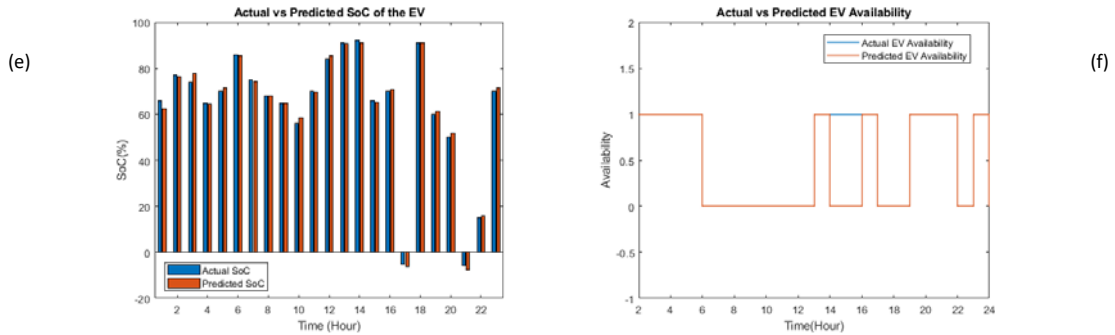 (e)
Actual vs Predicted SoC of the EV
100
80
60
40
20
0
-20
SoC(%)
Actual SoC
Predicted SoC
2 4 6 8 10 12 14 16 18 20 22
Time (Hour)
Actual vs Predicted EV Availability
2
1.5
1
0.5
0
-0.5
-1
Availability
Actual EV Availability
Predicted EV Availability
2 4 6 8 10 12 14 16 18 20 22 24
Time(Hour)
(f)